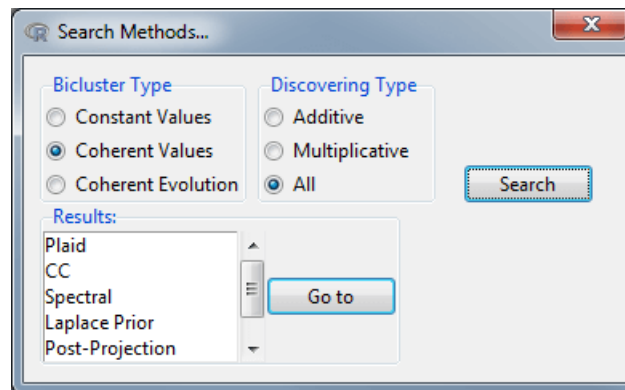 Search Methods...
Bicluster Type
Constant Values
Coherent Values
Coherent Evolution
Discovering Type
Additive
Multiplicative
All
Search
Results:
Plaid
CC
Spectral
Laplace Prior
Post-Projection
Go to